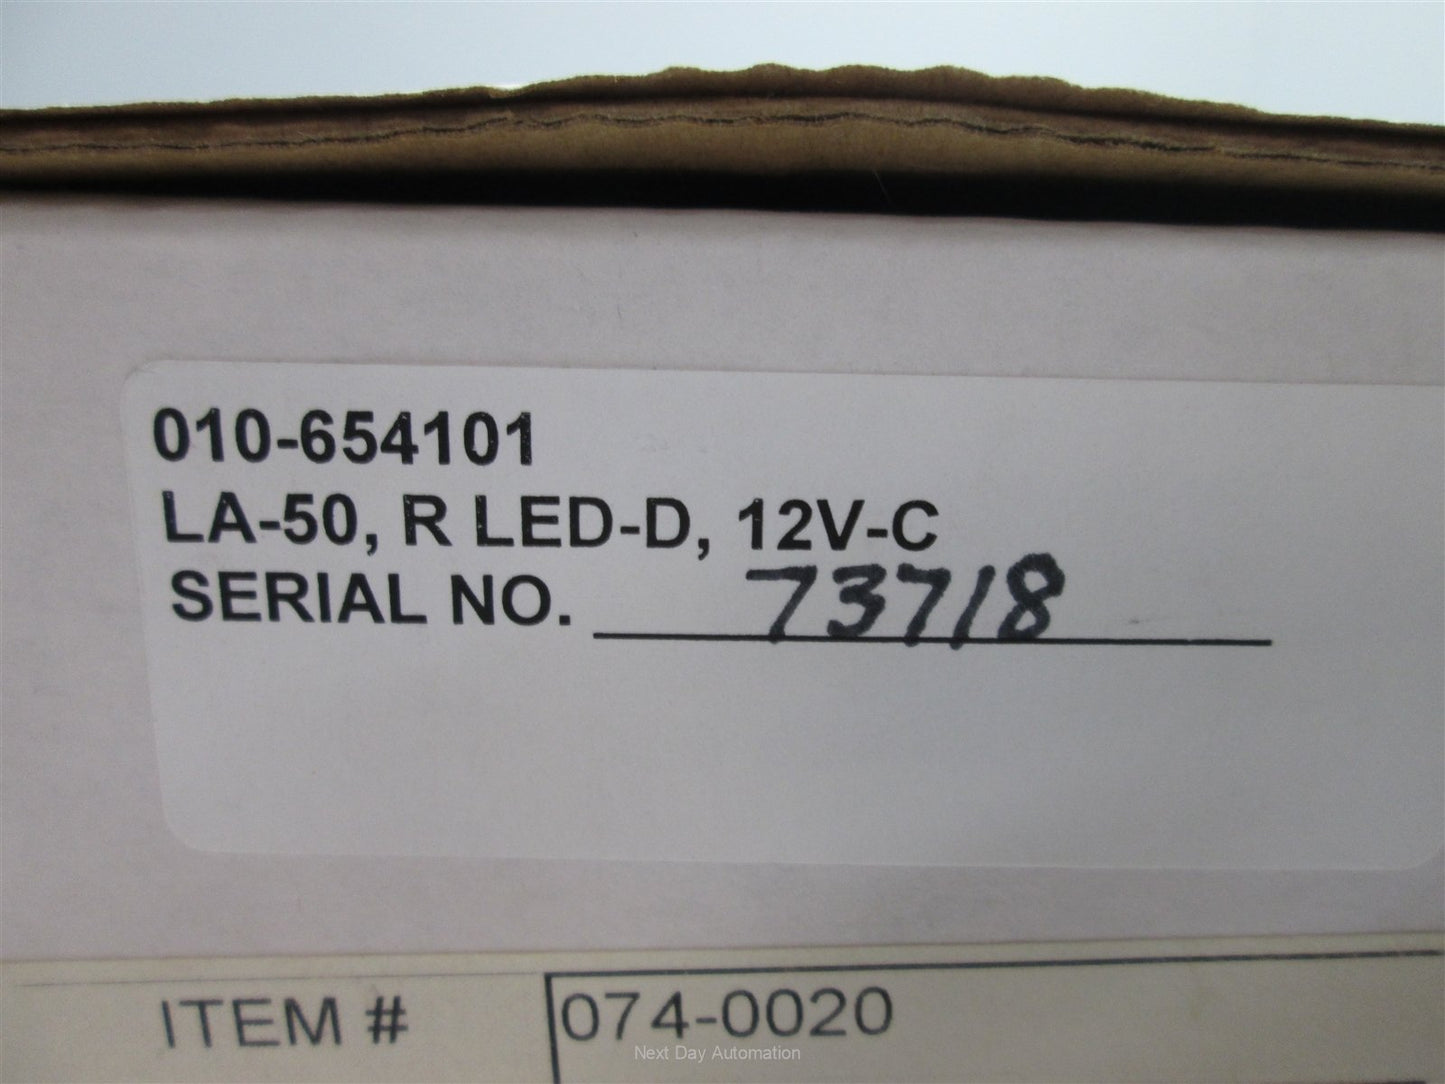 010-654101
LA-50, R LED-D, 12V-C
SERIAL NO. 73718
ITEM # 074-0020
Next Day Automation